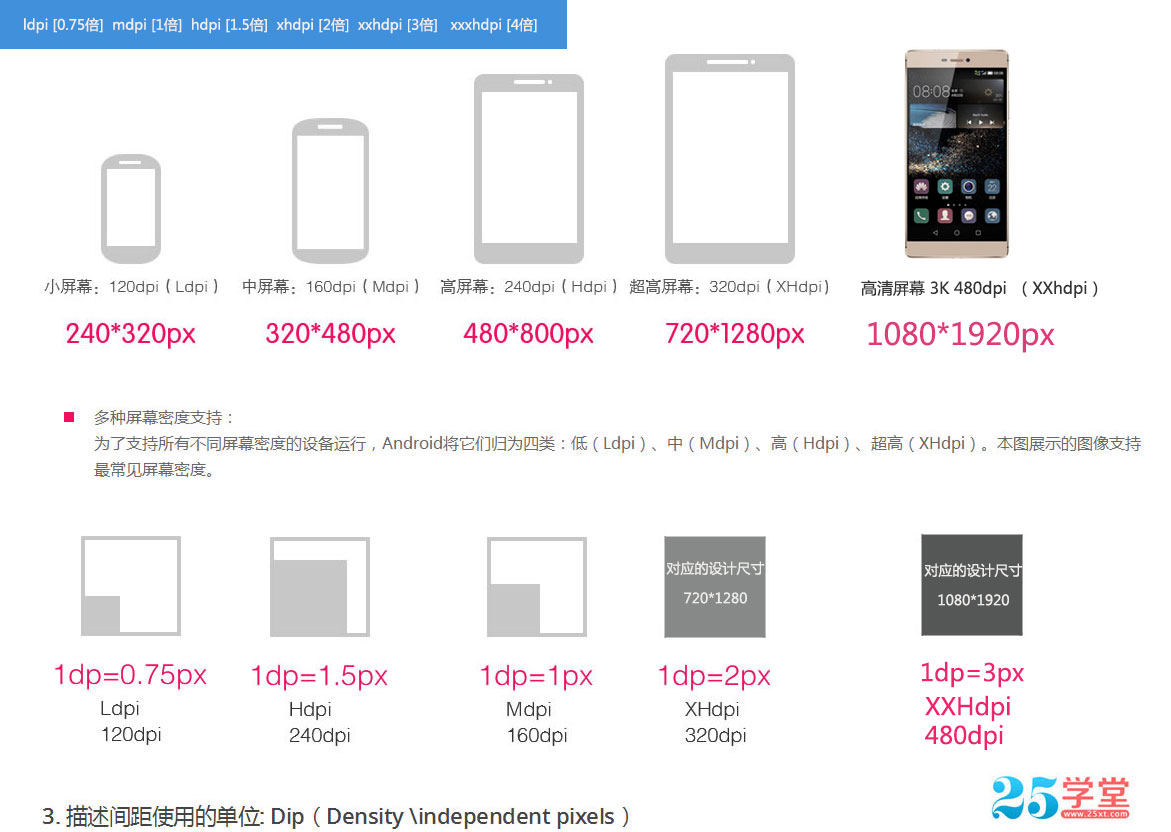 ldpi [0.75倍] mdpi [1倍] hdpi [1.5倍] xhdpi [2倍] xxhdpi [3倍] xxxhdpi [4倍]
08:08
小屏幕：120dpi（Ldpi） 中屏幕：160dpi（Mdpi） 高屏幕：240dpi（Hdpi） 超高屏幕：320dpi（XHdpi） 高清屏幕 3K 480dpi （XXhdpi）
240*320px 320*480px 480*800px 720*1280px 1080*1920px
多种屏幕密度支持：
为了支持所有不同屏幕密度的设备运行，Android将它们归为四类：低（Ldpi）、中（Mdpi）、高（Hdpi）、超高（XHdpi）。本图展示的图像支持
最常见屏幕密度。
对应的设计尺寸 对应的设计尺寸
720*1280 1080*1920
1dp=0.75px 1dp=1.5px 1dp=1px 1dp=2px 1dp=3px
Ldpi Hdpi Mdpi XHdpi XXHdpi
120dpi 240dpi 160dpi 320dpi 480dpi
3. 描述间距使用的单位: Dip（Density \independent pixels）
25学堂
www.25xt.com